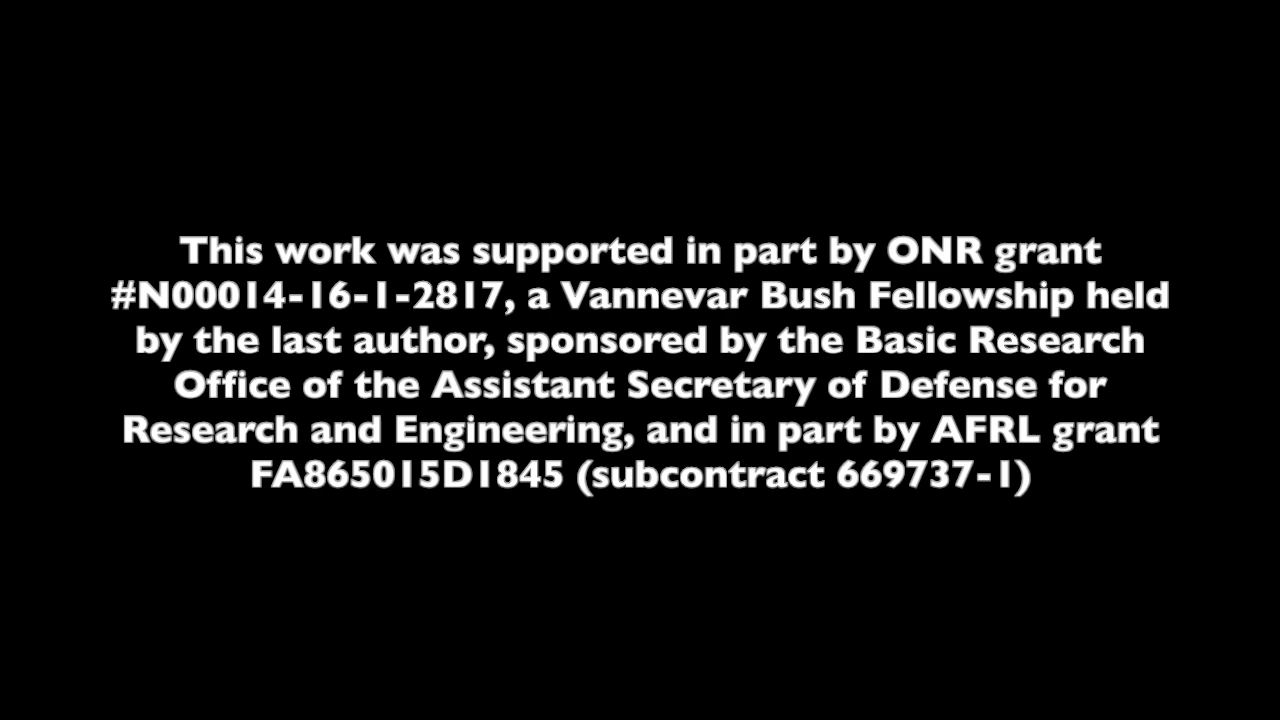 This work was supported in part by ONR grant
#N00014-16-1-2817, a Vannevar Bush Fellowship held
by the last author, sponsored by the Basic Research
Office of the Assistant Secretary of Defense for
Research and Engineering, and in part by AFRL grant
FA865015D1845 (subcontract 669737-1)